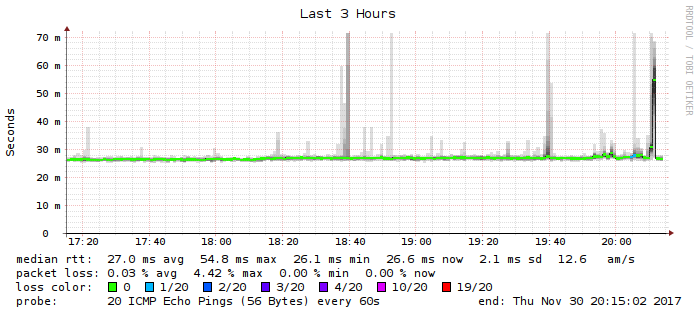 Last 3 Hours
RRDTOOL / TOBI OETIKER
Seconds
70 m
60 m
50 m
40 m
30 m
20 m
10 m
0
17:20 17:40 18:00 18:20 18:40 19:00 19:20 19:40 20:00
median rtt: 27.0 ms avg 54.8 ms max 26.1 ms min 26.6 ms now 2.1 ms sd 12.6 am/s
packet loss: 0.03 % avg 4.42 % max 0.00 % min 0.00 % now
loss color: 0 1/20 2/20 3/20 4/20 10/20 19/20
probe: 20 ICMP Echo Pings (56 Bytes) every 60s end: Thu Nov 30 20:15:02 2017